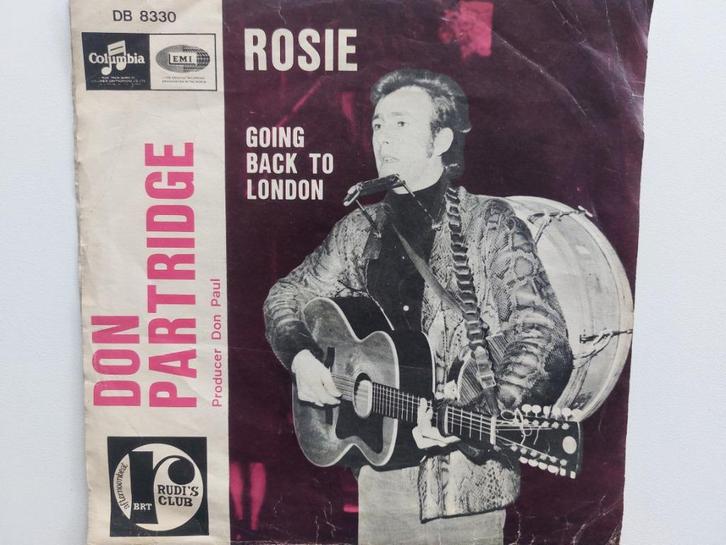 DB 8330
Columbia
EMI
ROSIE
GOING
BACK TO
LONDON
DON
PARTRIDGE
Producer Don Paul
r
RUDI'S
CLUB
BRT